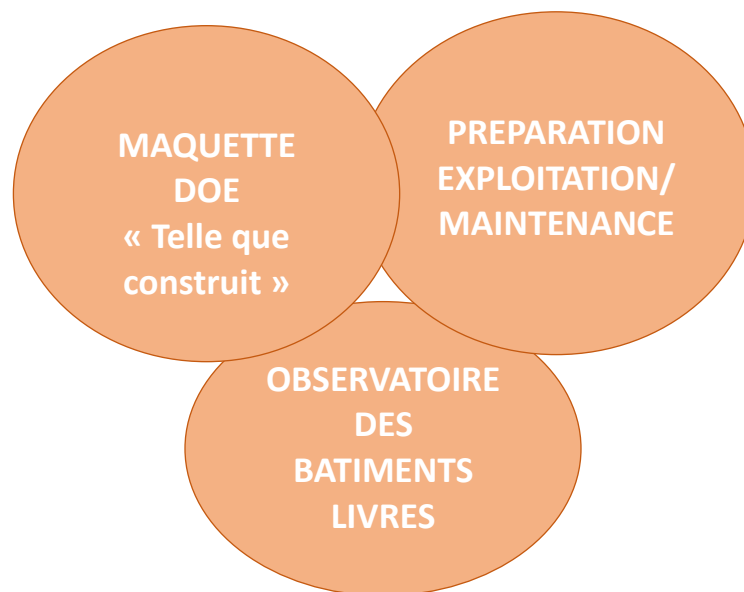 MAQUETTE
DOE
« Telle que
construit »
PREPARATION
EXPLOITATION/
MAINTENANCE
OBSERVATOIRE
DES
BATIMENTS
LIVRES